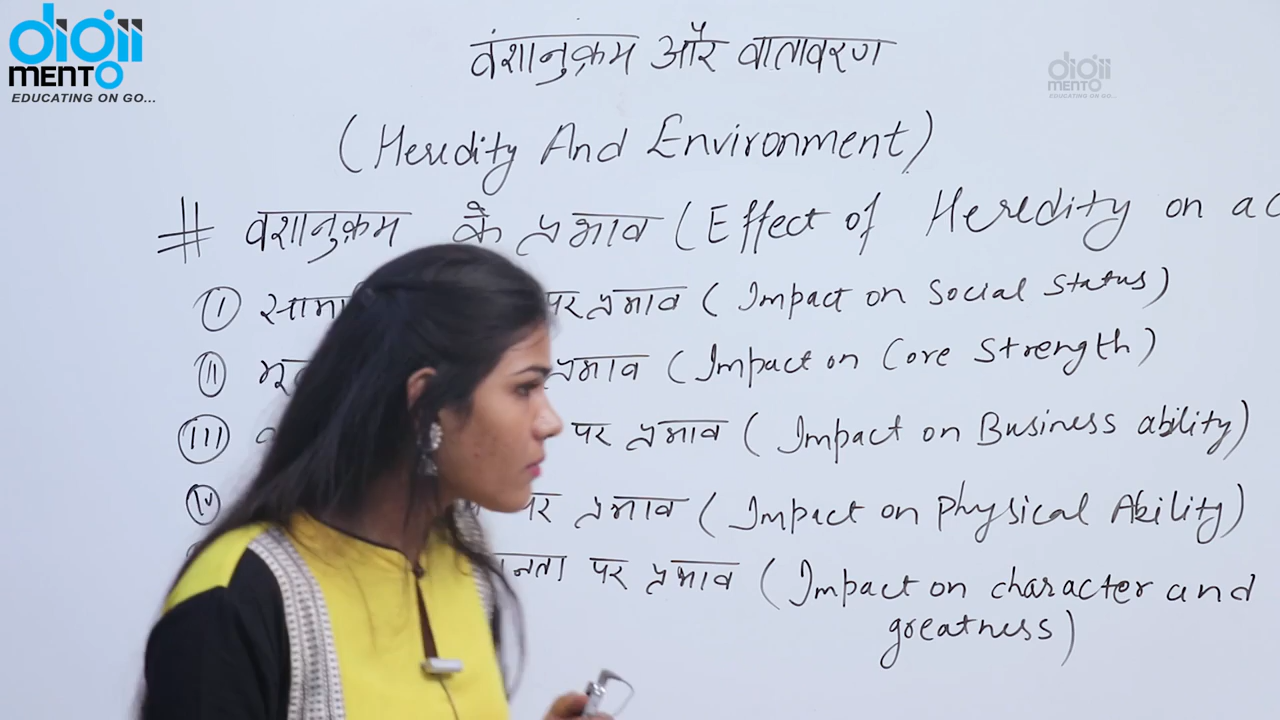 digii
MENTO
EDUCATING ON GO...
digii
MENTO
EDUCATING ON GO...
वंशानुक्रम और वातावरण
(Heredity And Environment)
# वंशानुक्रम के प्रभाव (Effect of Heredity on a
(I) पर प्रभाव (Impact on Social Status)
(II) प्रभाव (Impact on Core Strength)
(III) पर प्रभाव (Impact on Business ability)
(IV) पर प्रभाव (Impact on Physical Ability)
पर प्रभाव (Impact on character and
greatness)